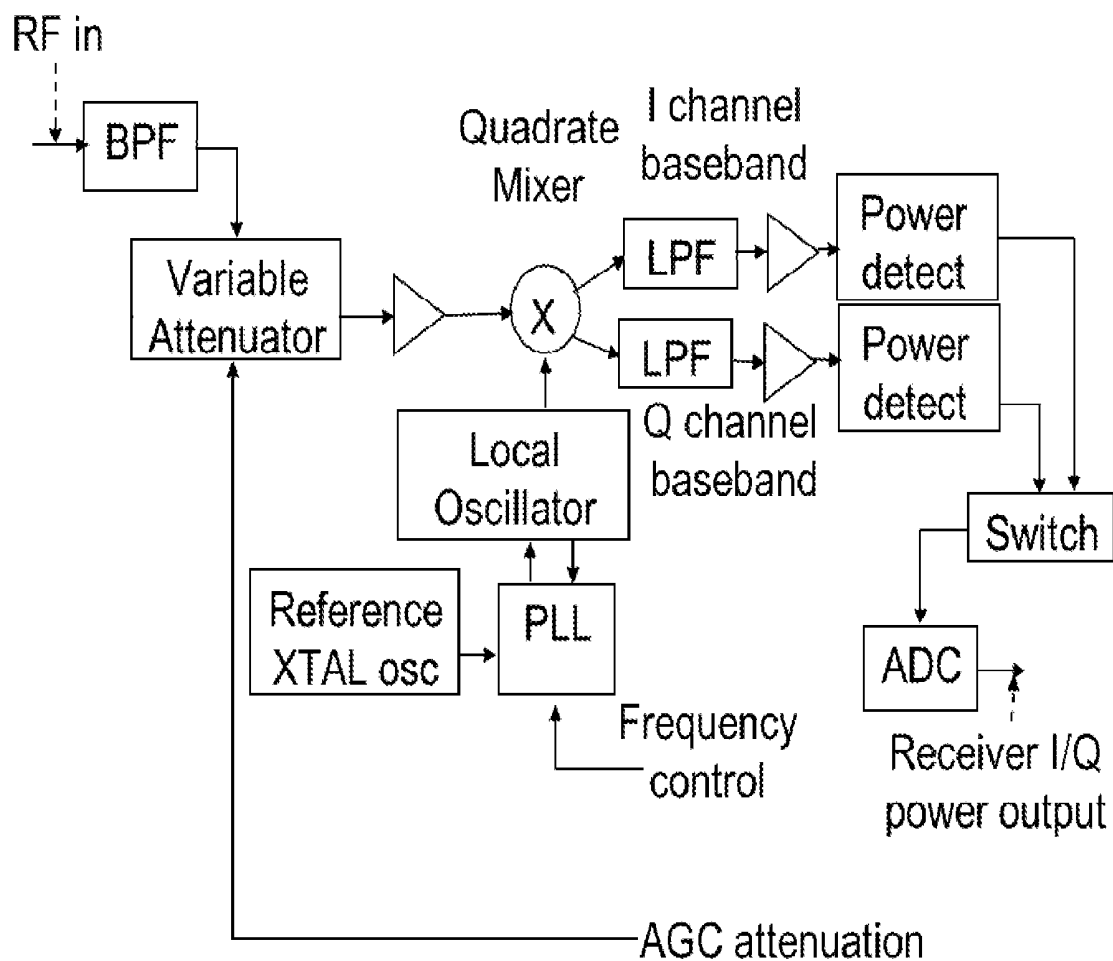 RF in
BPF
Quadrate
Mixer
I channel
baseband
Variable
Attenuator
X
LPF
Power
detect
LPF
Power
detect
Q channel
baseband
Local
Oscillator
Switch
Reference
XTAL osc
PLL
ADC
Frequency
control
Receiver I/Q
power output
AGC attenuation